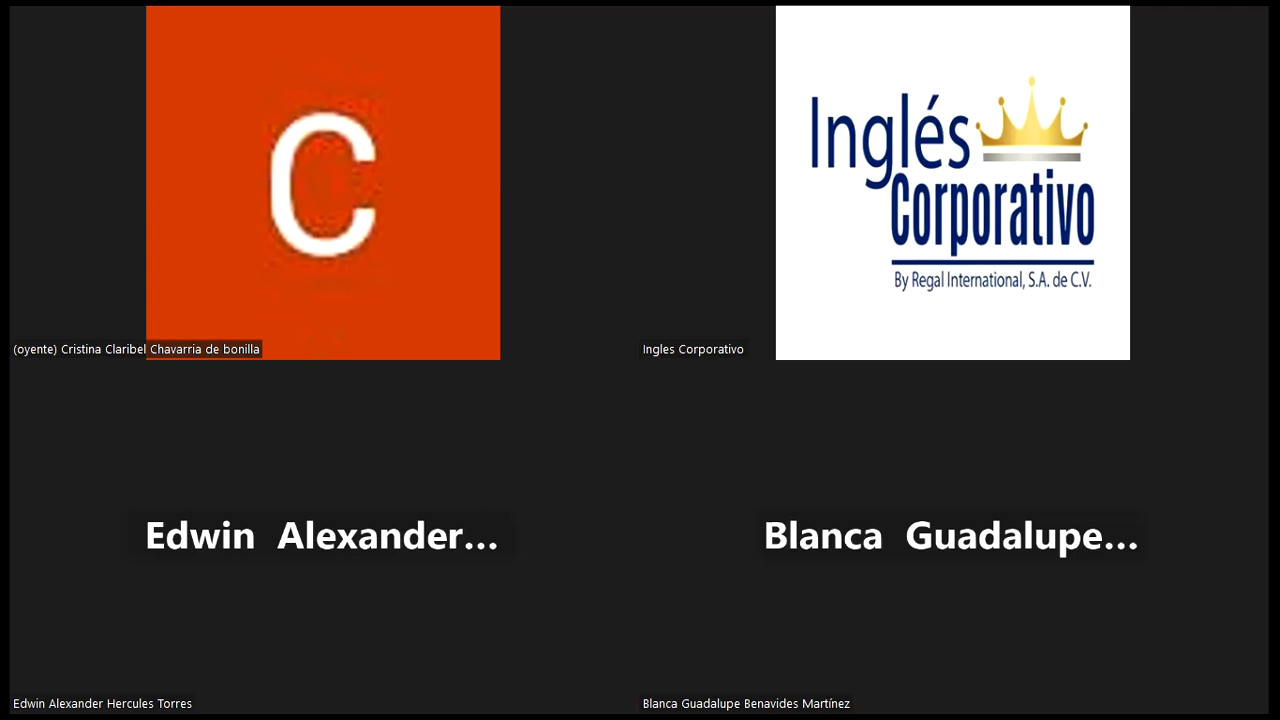 C
Inglés
Corporativo
By Regal International, S.A. de C.V.
(oyente) Cristina Claribel Chavarria de bonilla
Ingles Corporativo
Edwin Alexander...
Blanca Guadalupe...
Edwin Alexander Hercules Torres
Blanca Guadalupe Benavides Martínez